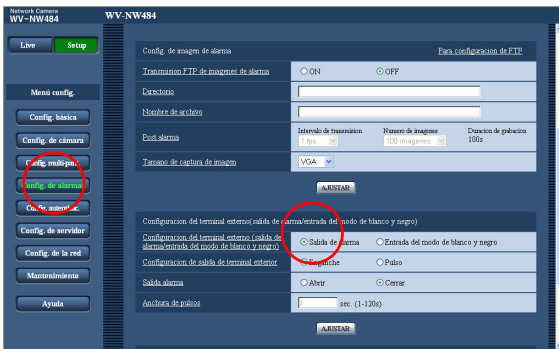 Network Camera
WV-NW484
WV-NW484
Live
Setup
Menú config.
Config. básica
Config. de cámara
Config. multi-pan.
Config. de alarmas
Config. autentific.
Config. de servidor
Config. de la red
Mantenimiento
Ayuda
Config. de imagen de alarma
Para configuracion de FTP
Transmision FTP de imagenes de alarma
ON
OFF
Directorio
Nombre de archivo
Post alarma
Intervalo de transmision
Numero de imagenes
Duracion de grabacion
1 fps
100 imagenes
100s
Tamano de captura de imagen
VGA
AJUSTAR
Configuracion del terminal externo(salida de alarma/entrada del modo de blanco y negro)
Configuracion del terminal externo (salida de
alarma/entrada del modo de blanco y negro)
Salida de alarma
Entrada del modo de blanco y negro
Configuracion de salida de terminal exterior
Enganche
Pulso
Salida alarma
Abrir
Cerrar
Anchura de pulsos
1
sec. (1-120s)
AJUSTAR